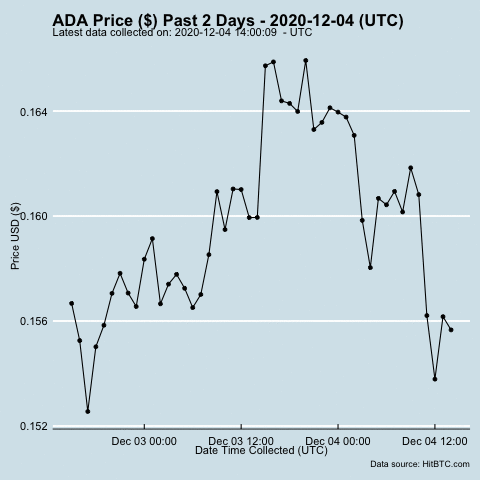 ADA Price ($) Past 2 Days - 2020-12-04 (UTC)
Latest data collected on: 2020-12-04 14:00:09 - UTC
0.164
0.160
0.156
0.152
Price USD ($)
Dec 03 00:00 Dec 03 12:00 Dec 04 00:00 Dec 04 12:00
Date Time Collected (UTC)
Data source: HitBTC.com